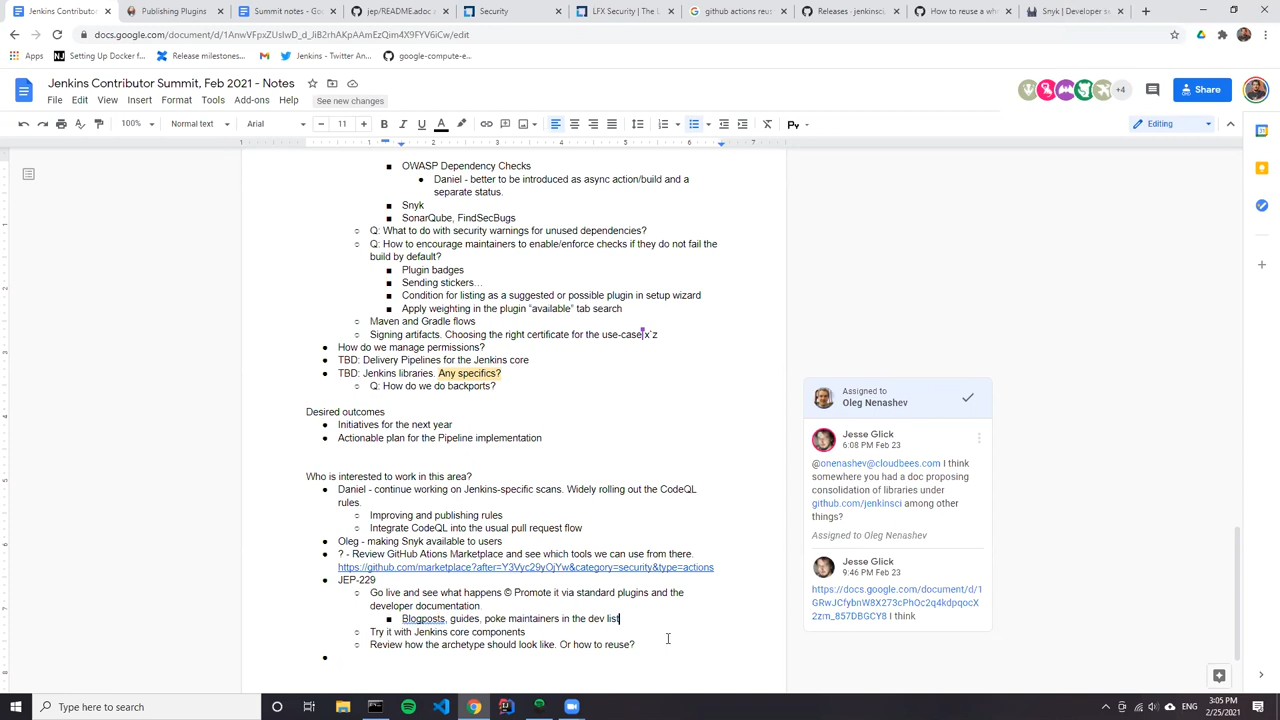 Jenkins Contributor Summit, Feb
Publishing Plugins
Summit notes - Go
jep/README.adoc
Security
LFX Security | The L
github actions reus
Releases · jenkinsci
How to reuse a wh
Snyk | Developer se
docs.google.com/document/d/1AnwVFpxZUslwD_d_JiB2rhAKpAAmEzQim4X9FYV6iCw/edit
Apps
Setting Up Docker f...
Release milestones...
Jenkins - Twitter An...
google-compute-e...
Jenkins Contributor Summit, Feb 2021 - Notes
+4
Share
File Edit View Insert Format Tools Add-ons Help See new changes
100% Normal text Arial 11 Editing
OWASP Dependency Checks
Daniel - better to be introduced as async action/build and a
separate status.
Snyk
SonarQube, FindSecBugs
Q: What to do with security warnings for unused dependencies?
Q: How to encourage maintainers to enable/enforce checks if they do not fail the
build by default?
Plugin badges
Sending stickers...
Condition for listing as a suggested or possible plugin in setup wizard
Apply weighting in the plugin "available" tab search
Maven and Gradle flows
Signing artifacts. Choosing the right certificate for the use-case x`z
How do we manage permissions?
TBD: Delivery Pipelines for the Jenkins core
TBD: Jenkins libraries. Any specifics?
Q: How do we do backports?
Desired outcomes
Initiatives for the next year
Actionable plan for the Pipeline implementation
Who is interested to work in this area?
Daniel - continue working on Jenkins-specific scans. Widely rolling out the CodeQL
rules.
Improving and publishing rules
Integrate CodeQL into the usual pull request flow
Oleg - making Snyk available to users
? - Review GitHub Ations Marketplace and see which tools we can use from there.
https://github.com/marketplace?after=Y3Vyc29yOjYw&category=security&type=actions
JEP-229
Go live and see what happens © Promote it via standard plugins and the
developer documentation.
Blogposts, guides, poke maintainers in the dev list
Try it with Jenkins core components
Review how the archetype should look like. Or how to reuse?
Assigned to
Oleg Nenashev
Jesse Glick
6:08 PM Feb 23
@onenashev@cloudbees.com I think
somewhere you had a doc proposing
consolidation of libraries under
github.com/jenkinsci among other
things?
Assigned to Oleg Nenashev
Jesse Glick
9:46 PM Feb 23
https://docs.google.com/document/d/1
GRwJCfybnW8X273cPhOc2q4kdpqocX
2zm_857DBGCY8 I think
Type here to search
ENG
3:05 PM
2/25/2021